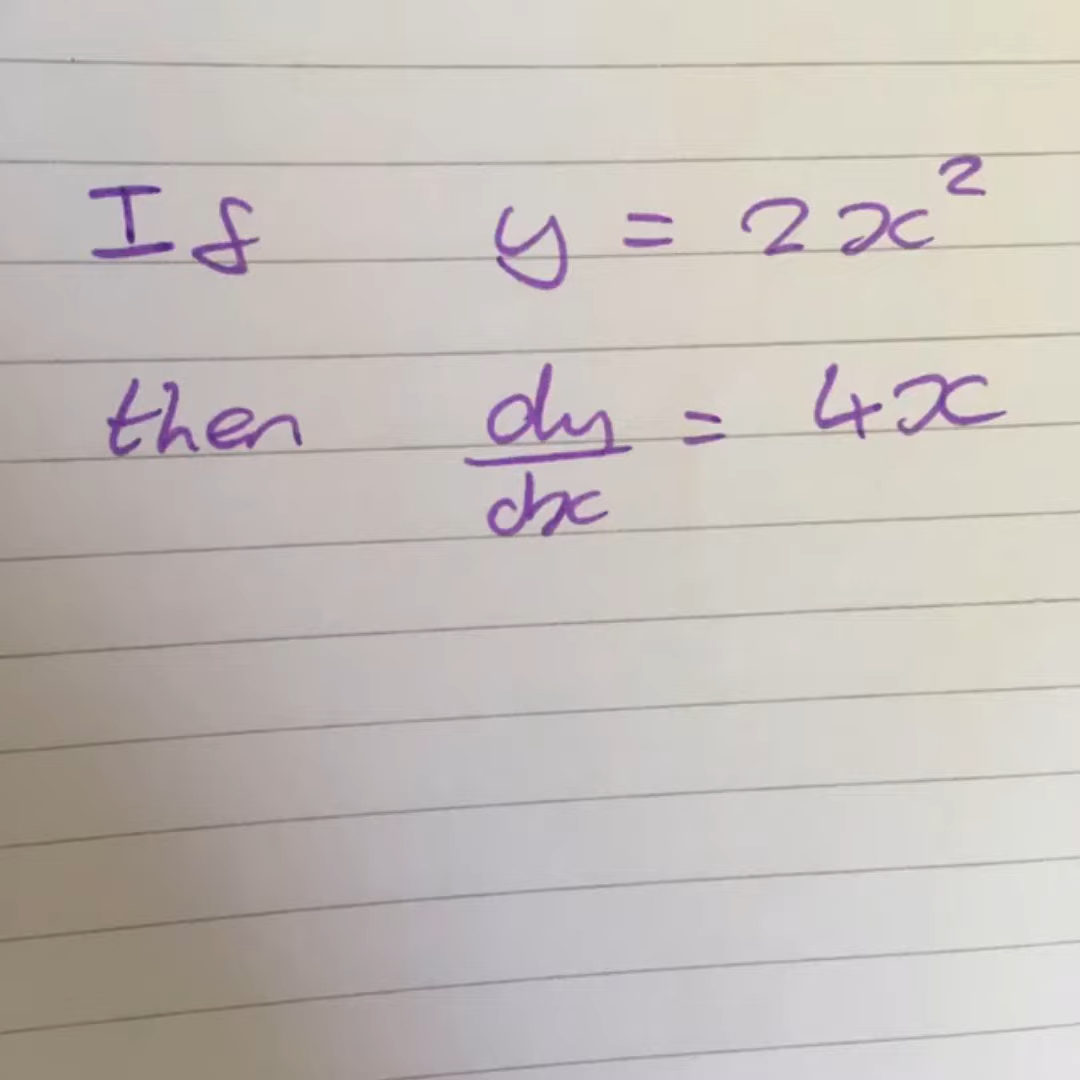 If y = 2x²
then dy/dx = 4x